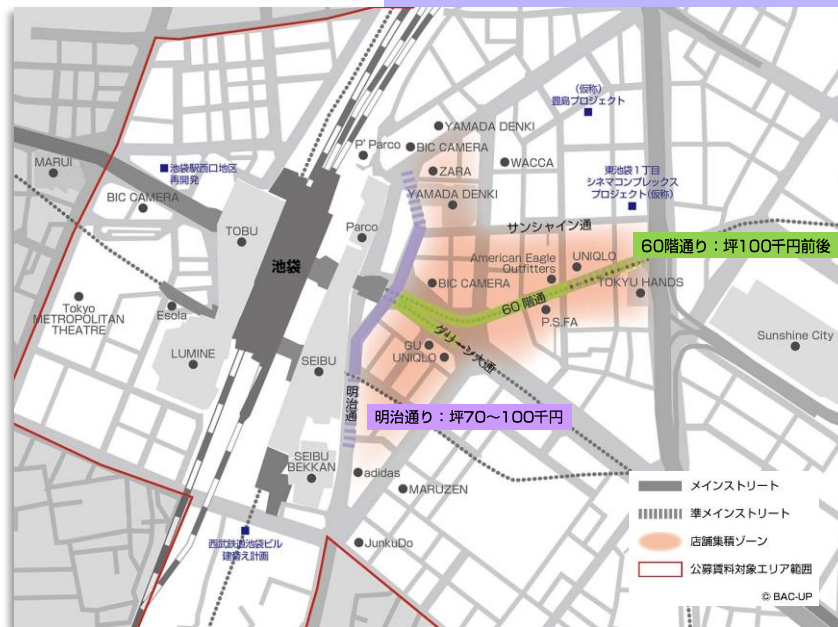 (仮称)
豊島プロジェクト
YAMADA DENKI
P' Parco
BIC CAMERA
WACCA
MARUI
池袋駅西口地区
再開発
ZARA
東池袋1丁目
シネマコンプレックス
プロジェクト(仮称)
BIC CAMERA
YAMADA DENKI
TOBU
Parco
サンシャイン通
60階通り：坪100千円前後
American Eagle
Outfitters
UNIQLO
池袋
BIC CAMERA
TOKYU HANDS
Tokyo
METROPOLITAN
THEATRE
Esola
60 階通
P.S.FA
Sunshine City
グリーン大通
GU
UNIQLO
LUMINE
SEIBU
明治通
明治通り：坪70～100千円
SEIBU
BEKKAN
adidas
MARUZEN
メインストリート
準メインストリート
店舗集積ゾーン
公募賃料対象エリア範囲
西武鉄道池袋ビル
建替え計画
JunkuDo
© BAC-UP